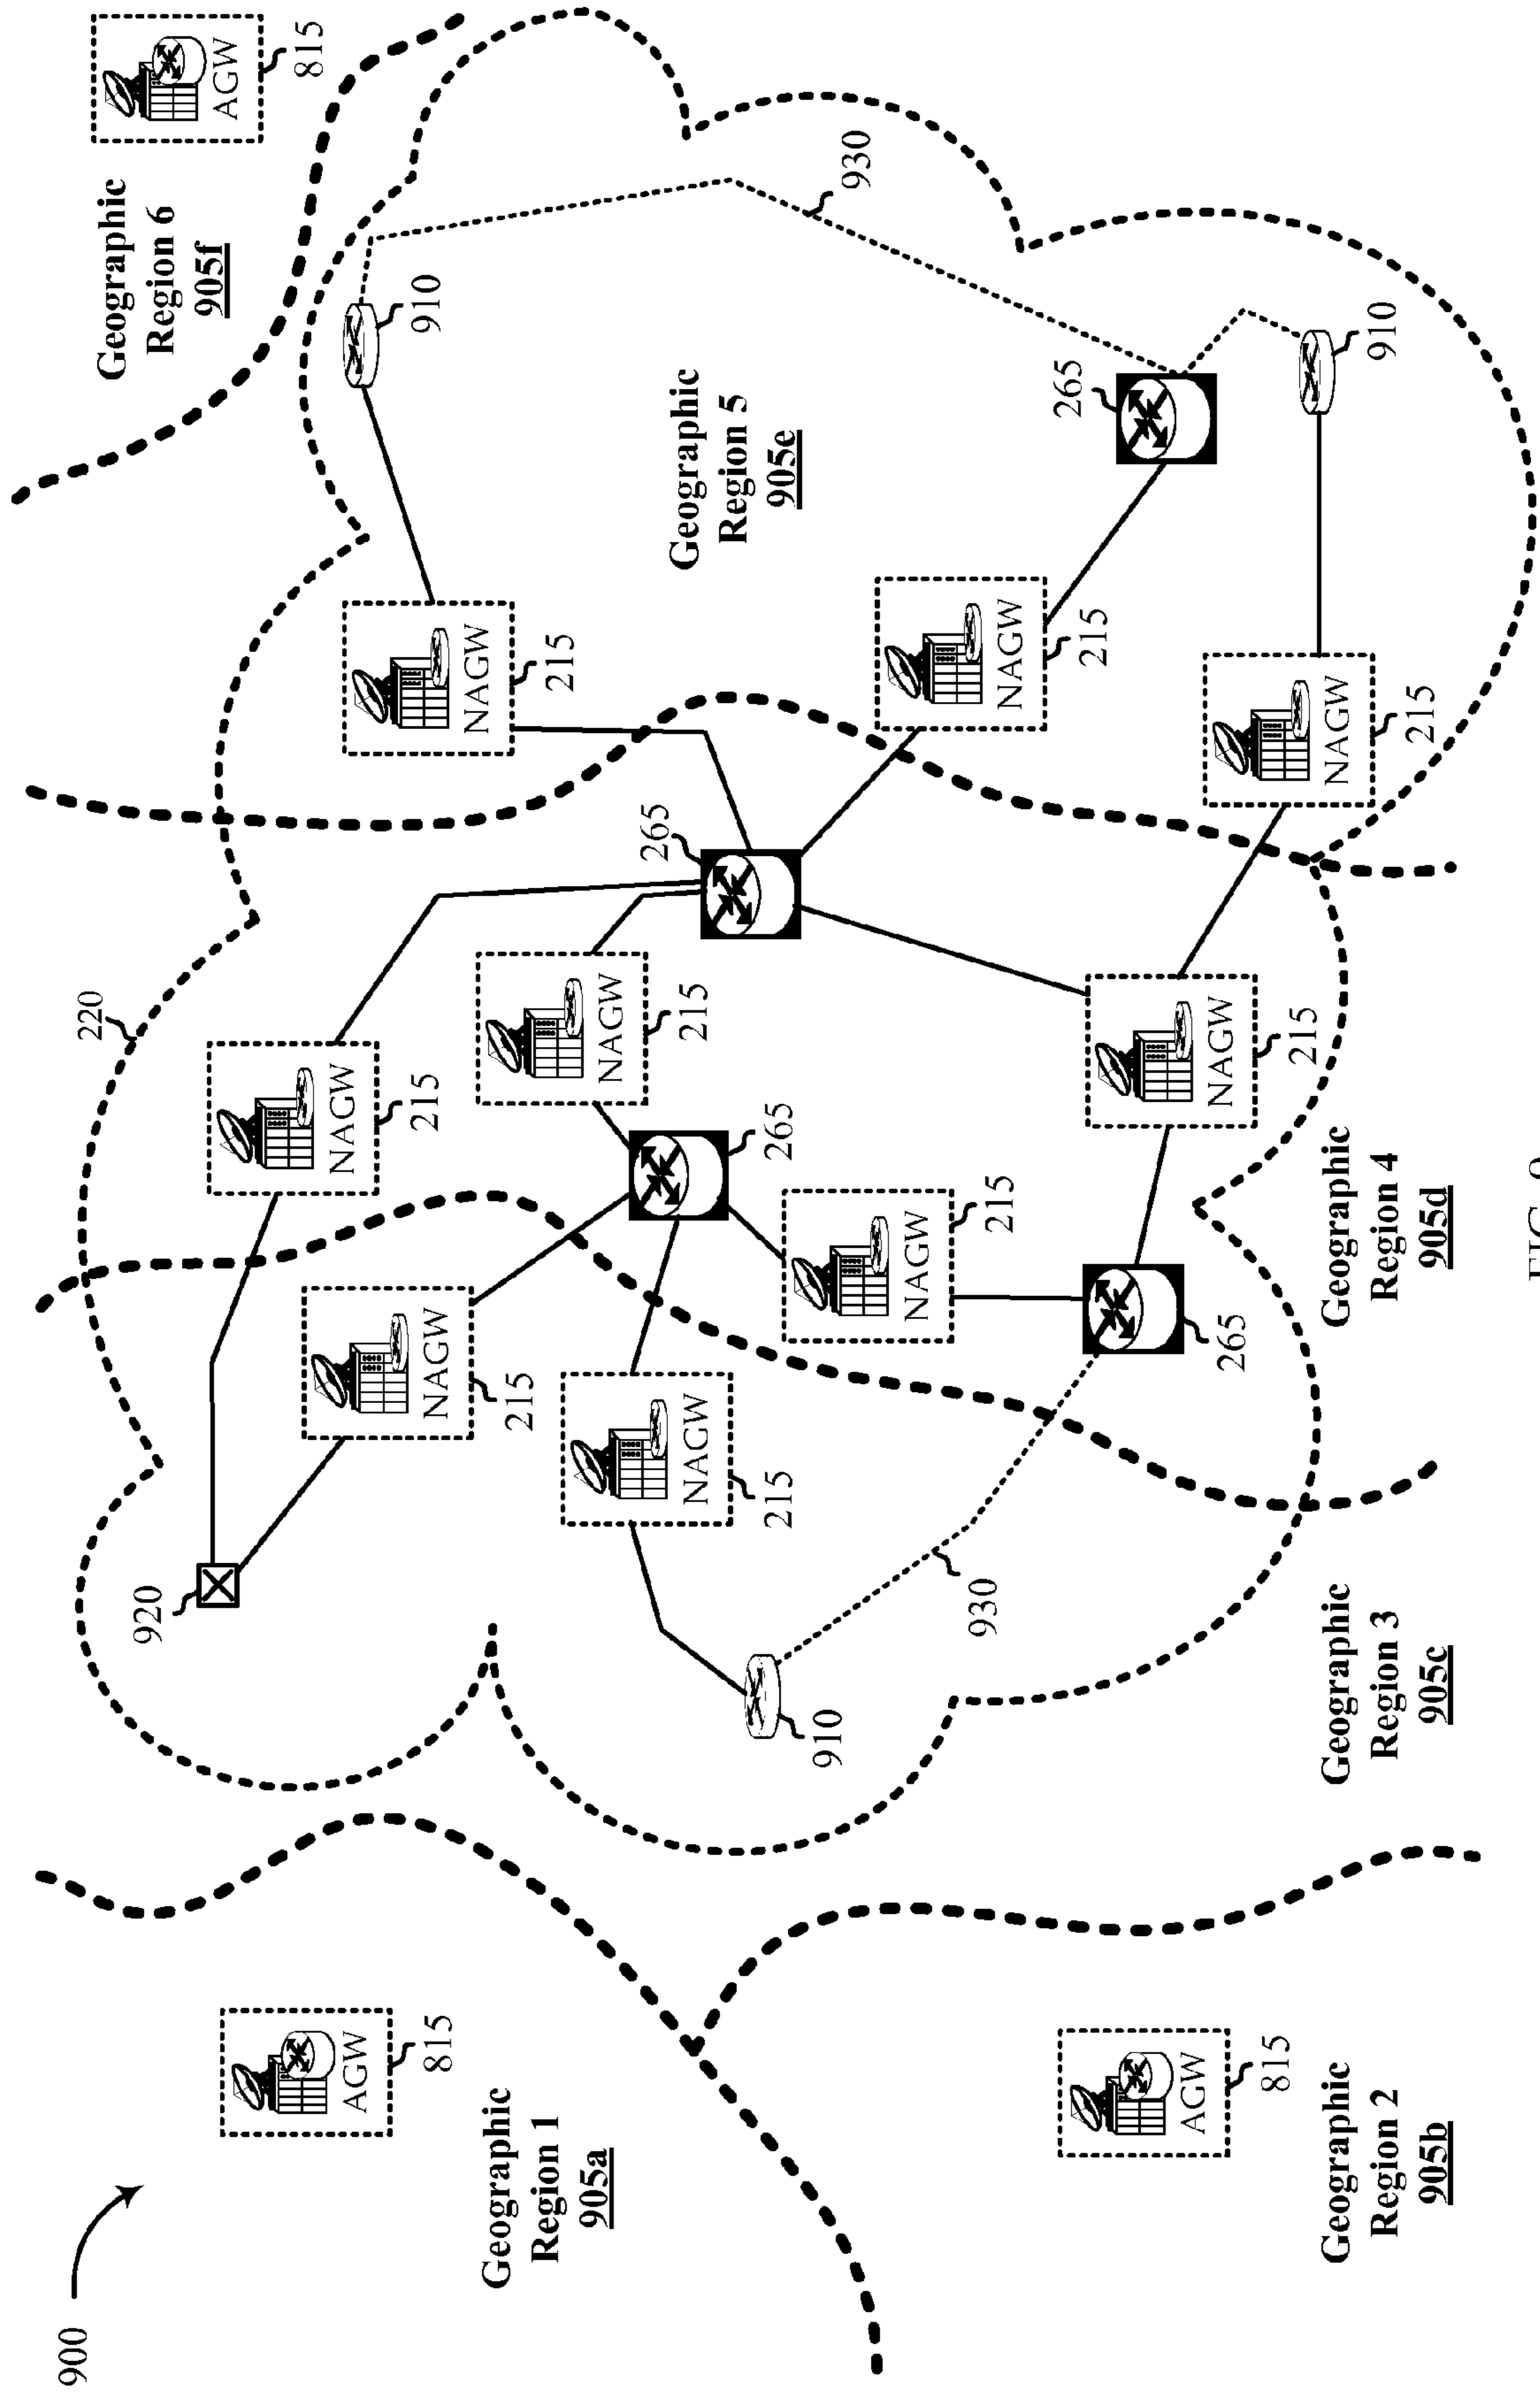 900
220
920
AGW
815
Geographic
Region 1
905a
AGW
815
Geographic
Region 2
905b
NAGW
215
NAGW
215
910
930
Geographic
Region 3
905c
NAGW
215
NAGW
215
265
265
NAGW
215
265
NAGW
215
Geographic
Region 4
905d
NAGW
215
910
Geographic
Region 5
905e
930
NAGW
215
265
NAGW
215
910
Geographic
Region 6
905f
AGW
815